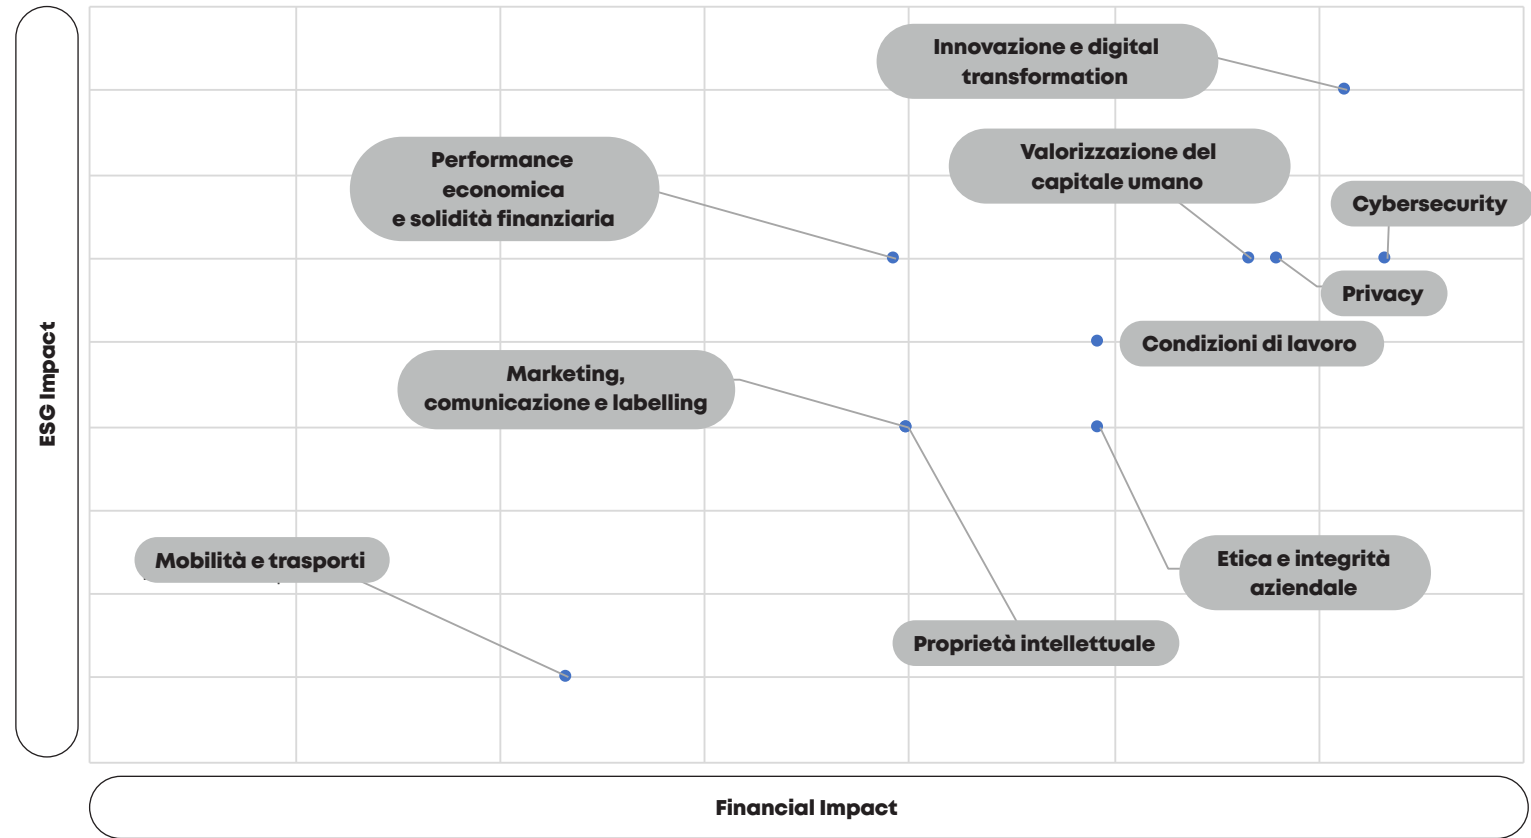 Innovazione e digital
transformation
Valorizzazione del
capitale umano
Performance
economica
e solidità finanziaria
Cybersecurity
Privacy
Condizioni di lavoro
Marketing,
comunicazione e labelling
ESG Impact
Mobilità e trasporti
Etica e integrità
aziendale
Proprietà intellettuale
Financial Impact